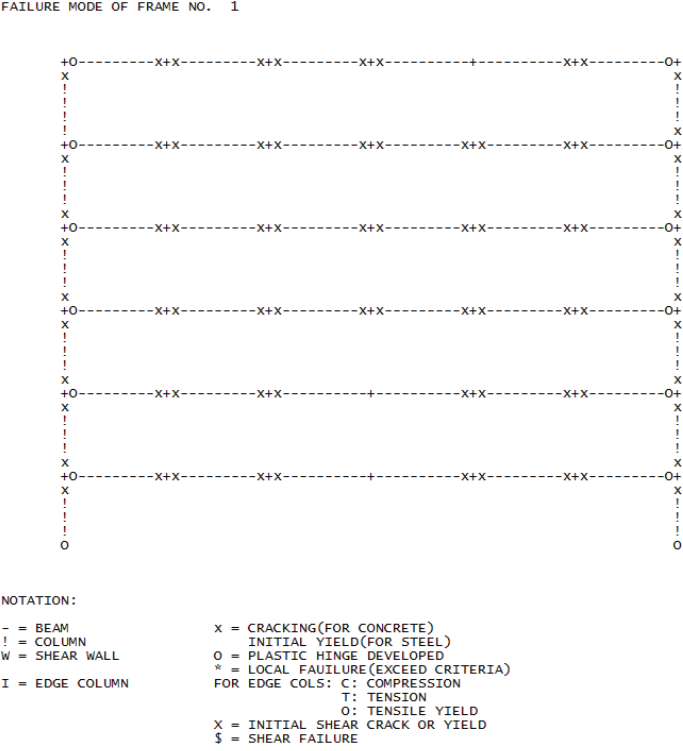 FAILURE MODE OF FRAME NO.  1
+O---------x+x---------x+x---------x+x----------+----------x+x---------O+
x                                                                       x
!                                                                       !
!                                                                       !
!                                                                       !
!                                                                       x
+O---------x+x---------x+x---------x+x---------x+x---------x+x---------O+
x                                                                       x
!                                                                       !
!                                                                       !
!                                                                       !
x                                                                       x
+O---------x+x---------x+x---------x+x---------x+x---------x+x---------O+
x                                                                       x
!                                                                       !
!                                                                       !
!                                                                       !
x                                                                       x
+O---------x+x---------x+x---------x+x---------x+x---------x+x---------O+
x                                                                       x
!                                                                       !
!                                                                       !
!                                                                       !
x                                                                       x
+O---------x+x---------x+x----------+----------x+x---------x+x---------O+
x                                                                       x
!                                                                       !
!                                                                       !
!                                                                       !
x                                                                       x
+O---------x+x---------x+x----------+----------x+x---------x+x---------O+
x                                                                       x
!                                                                       !
!                                                                       !
!                                                                       !
O                                                                       O
NOTATION:
- = BEAM           x = CRACKING(FOR CONCRETE)
! = COLUMN             INITIAL YIELD(FOR STEEL)
W = SHEAR WALL     O = PLASTIC HINGE DEVELOPED
* = LOCAL FAUILURE(EXCEED CRITERIA)
I = EDGE COLUMN    FOR EDGE COLS: C: COMPRESSION
T: TENSION
O: TENSILE YIELD
X = INITIAL SHEAR CRACK OR YIELD
$ = SHEAR FAILURE